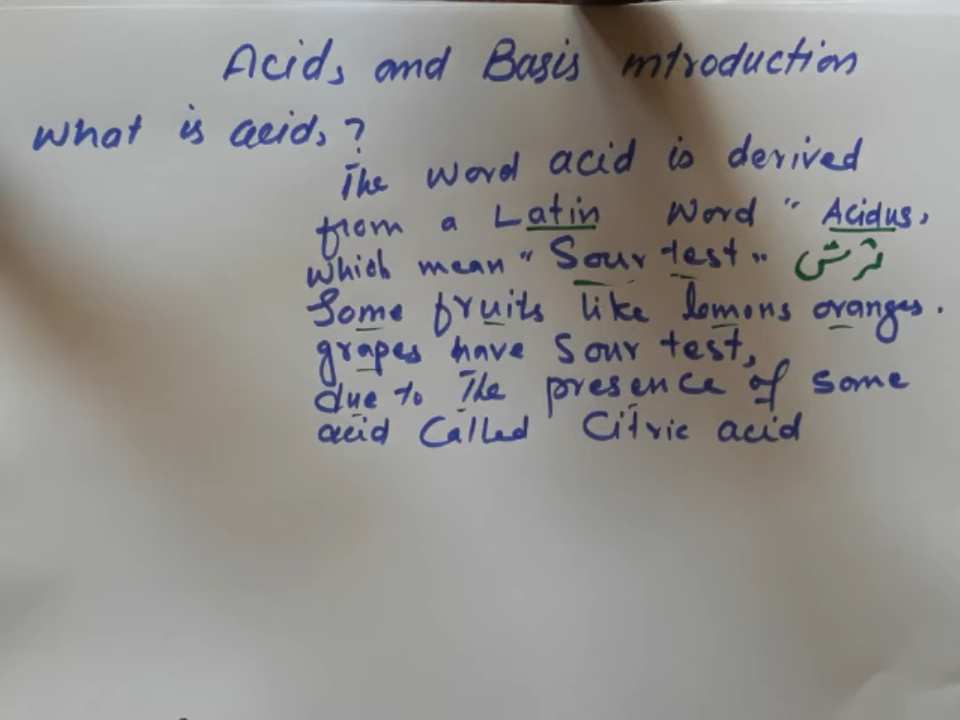 Acids and Basis introduction
What is acids?
The word acid is derived
from a Latin word "Acidus,
which mean "Sour test" ترش
Some fruits like lemons oranges.
grapes have Sour test,
due to The presence of some
acid Called Citric acid